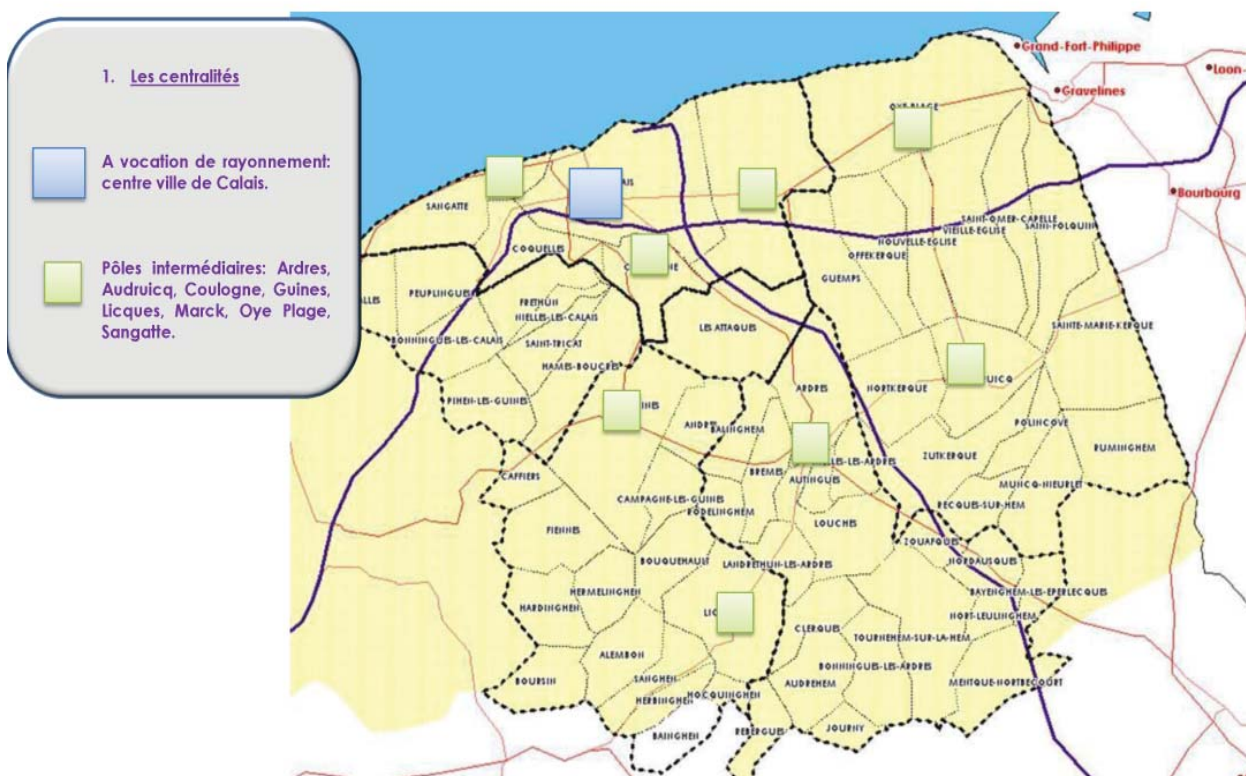 1. Les centralités
A vocation de rayonnement:
centre ville de Calais.
Pôles intermédiaires: Ardres,
Audruicq, Coulogne, Guines,
Licques, Marck, Oye Plage,
Sangatte.
Grand-Fort-Philippe
Loon-
Gravelines
Bourbourg
SANGATTE
SAINT-OMER-CAPELLE
VIEILLE-EGLISE
SAINT-FOLQUIN
NOUVELLE-EGLISE
OFFEKERQUE
COQUELLES
GUEMPS
PEUPLINGUES
FRETHUN
NIELLES-LES-CALAIS
LES ATTAQUES
SAINTE-MARIE-KERQUE
BONNINGUES-LES-CALAIS
SAINT-TRICAT
HAMES-BOUCRES
ARDRES
NORTKERQUE
PIHEN-LES-GUINES
BALINGHEM
POLINCOVE
RUMINGHEM
ZUTKERQUE
BREMES
AUTINGUES
CAFFIERS
MUNCQ-NIEURLET
CAMPAGNE-LES-GUINES
RODELINGHEM
RECQUES-SUR-HEM
LOUCHES
FIENNES
ZOUAFQUES
BOUQUEHAULT
LANDRETHUN-LES-ARDRES
NORDAUSQUES
HERMELINGHEN
BAYENGHEM-LES-EPERLECQUES
HARDINGHEN
NORT-LEULINGHEM
CLERQUES
TOURNEHEM-SUR-LA-HEM
ALEMBON
BONNINGUES-LES-ARDRES
BOURSIN
SANGHEN
AUDREHEM
MENTQUE-NORTBECOURT
HOCQUINGHEN
HERBINGHEN
REBERGUES
JOURNY
BAINGHEN